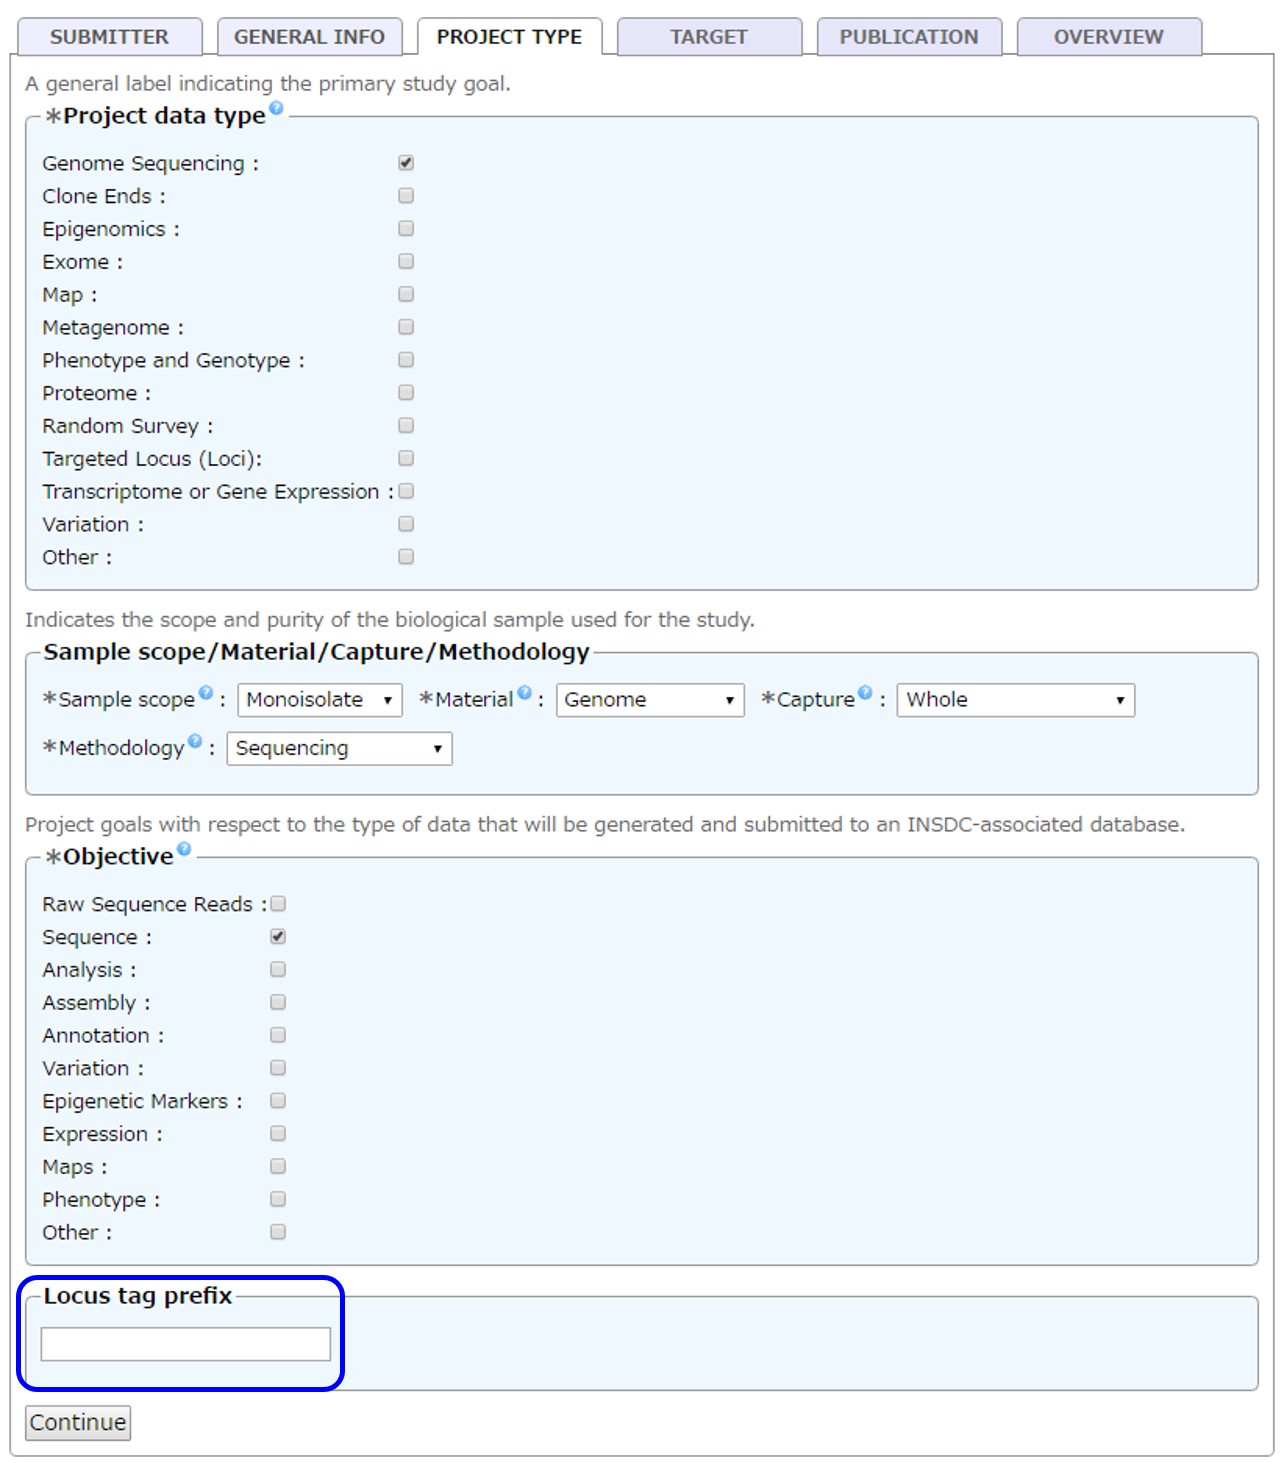 SUBMITTER GENERAL INFO PROJECT TYPE TARGET PUBLICATION OVERVIEW
A general label indicating the primary study goal.
*Project data type ?
Genome Sequencing :
Clone Ends :
Epigenomics :
Exome :
Map :
Metagenome :
Phenotype and Genotype :
Proteome :
Random Survey :
Targeted Locus (Loci):
Transcriptome or Gene Expression :
Variation :
Other :
Indicates the scope and purity of the biological sample used for the study.
Sample scope/Material/Capture/Methodology
*Sample scope ? : Monoisolate *Material ? : Genome *Capture ? : Whole
*Methodology ? : Sequencing
Project goals with respect to the type of data that will be generated and submitted to an INSDC-associated database.
*Objective ?
Raw Sequence Reads :
Sequence :
Analysis :
Assembly :
Annotation :
Variation :
Epigenetic Markers :
Expression :
Maps :
Phenotype :
Other :
Locus tag prefix
Continue